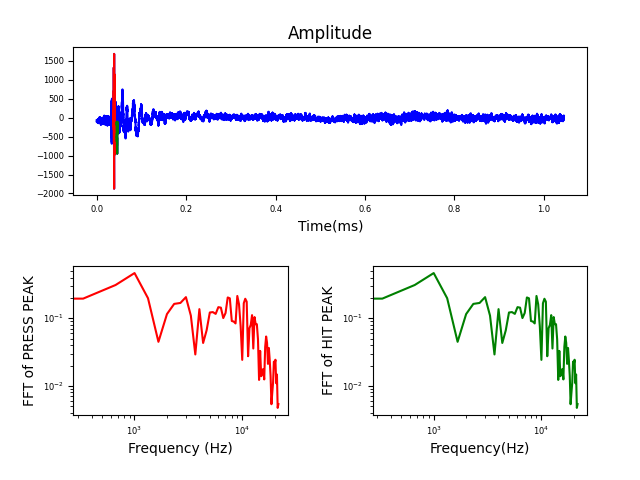 Amplitude
1500
1000
500
0
−500
−1000
−1500
−2000
0.0 0.2 0.4 0.6 0.8 1.0
Time(ms)
FFT of PRESS PEAK
10⁻¹
10⁻²
10³ 10⁴
Frequency (Hz)
FFT of HIT PEAK
10⁻¹
10⁻²
10³ 10⁴
Frequency(Hz)